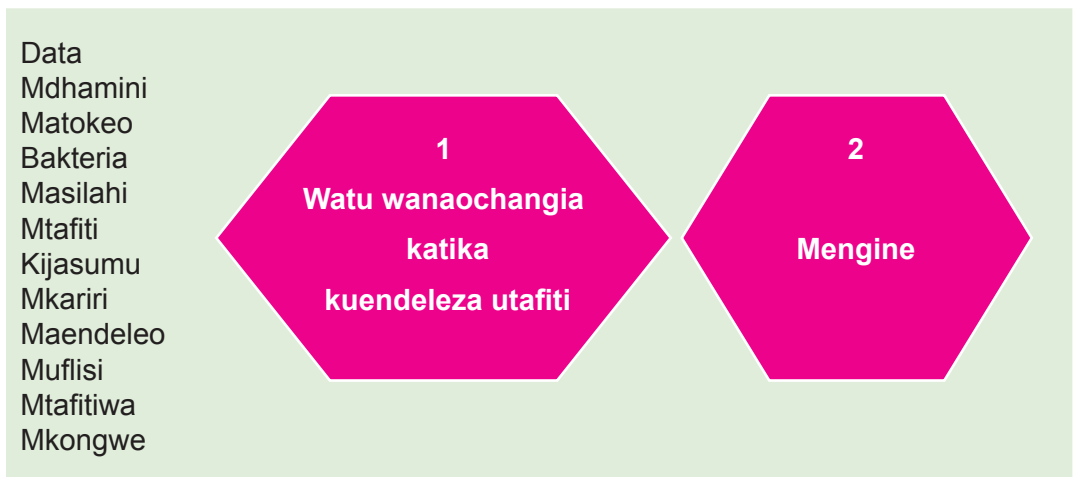 Data
Mdhamini
Matokeo
Bakteria
Masilahi
Mtafiti
Kijasumu
Mkariri
Maendeleo
Muflisi
Mtafitiwa
Mkongwe
1
Watu wanaochangia
katika
kuendeleza utafiti
2
Mengine